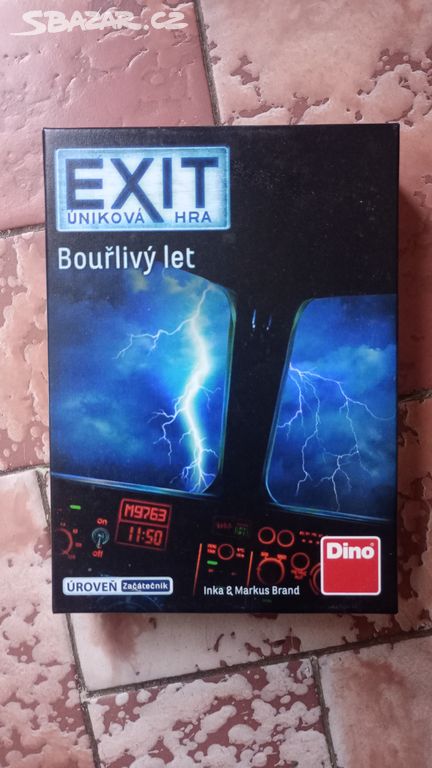 SBAZAR.CZ
EXIT
ÚNIKOVÁ HRA
Bouřlivý let
on
M9763
11:50
off
ÚROVEŇ Začátečník
Inka & Markus Brand
Dino